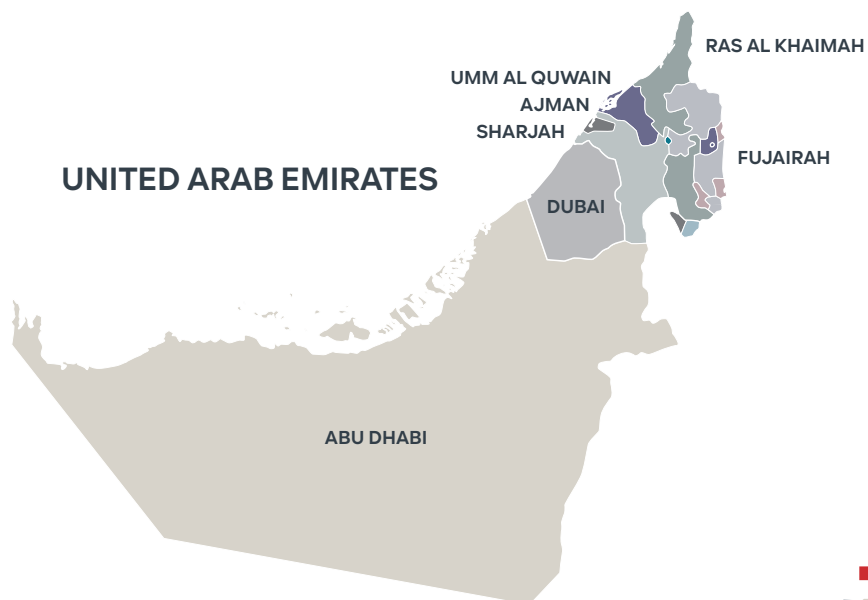 RAS AL KHAIMAH
UMM AL QUWAIN
AJMAN
SHARJAH
FUJAIRAH
UNITED ARAB EMIRATES
DUBAI
ABU DHABI